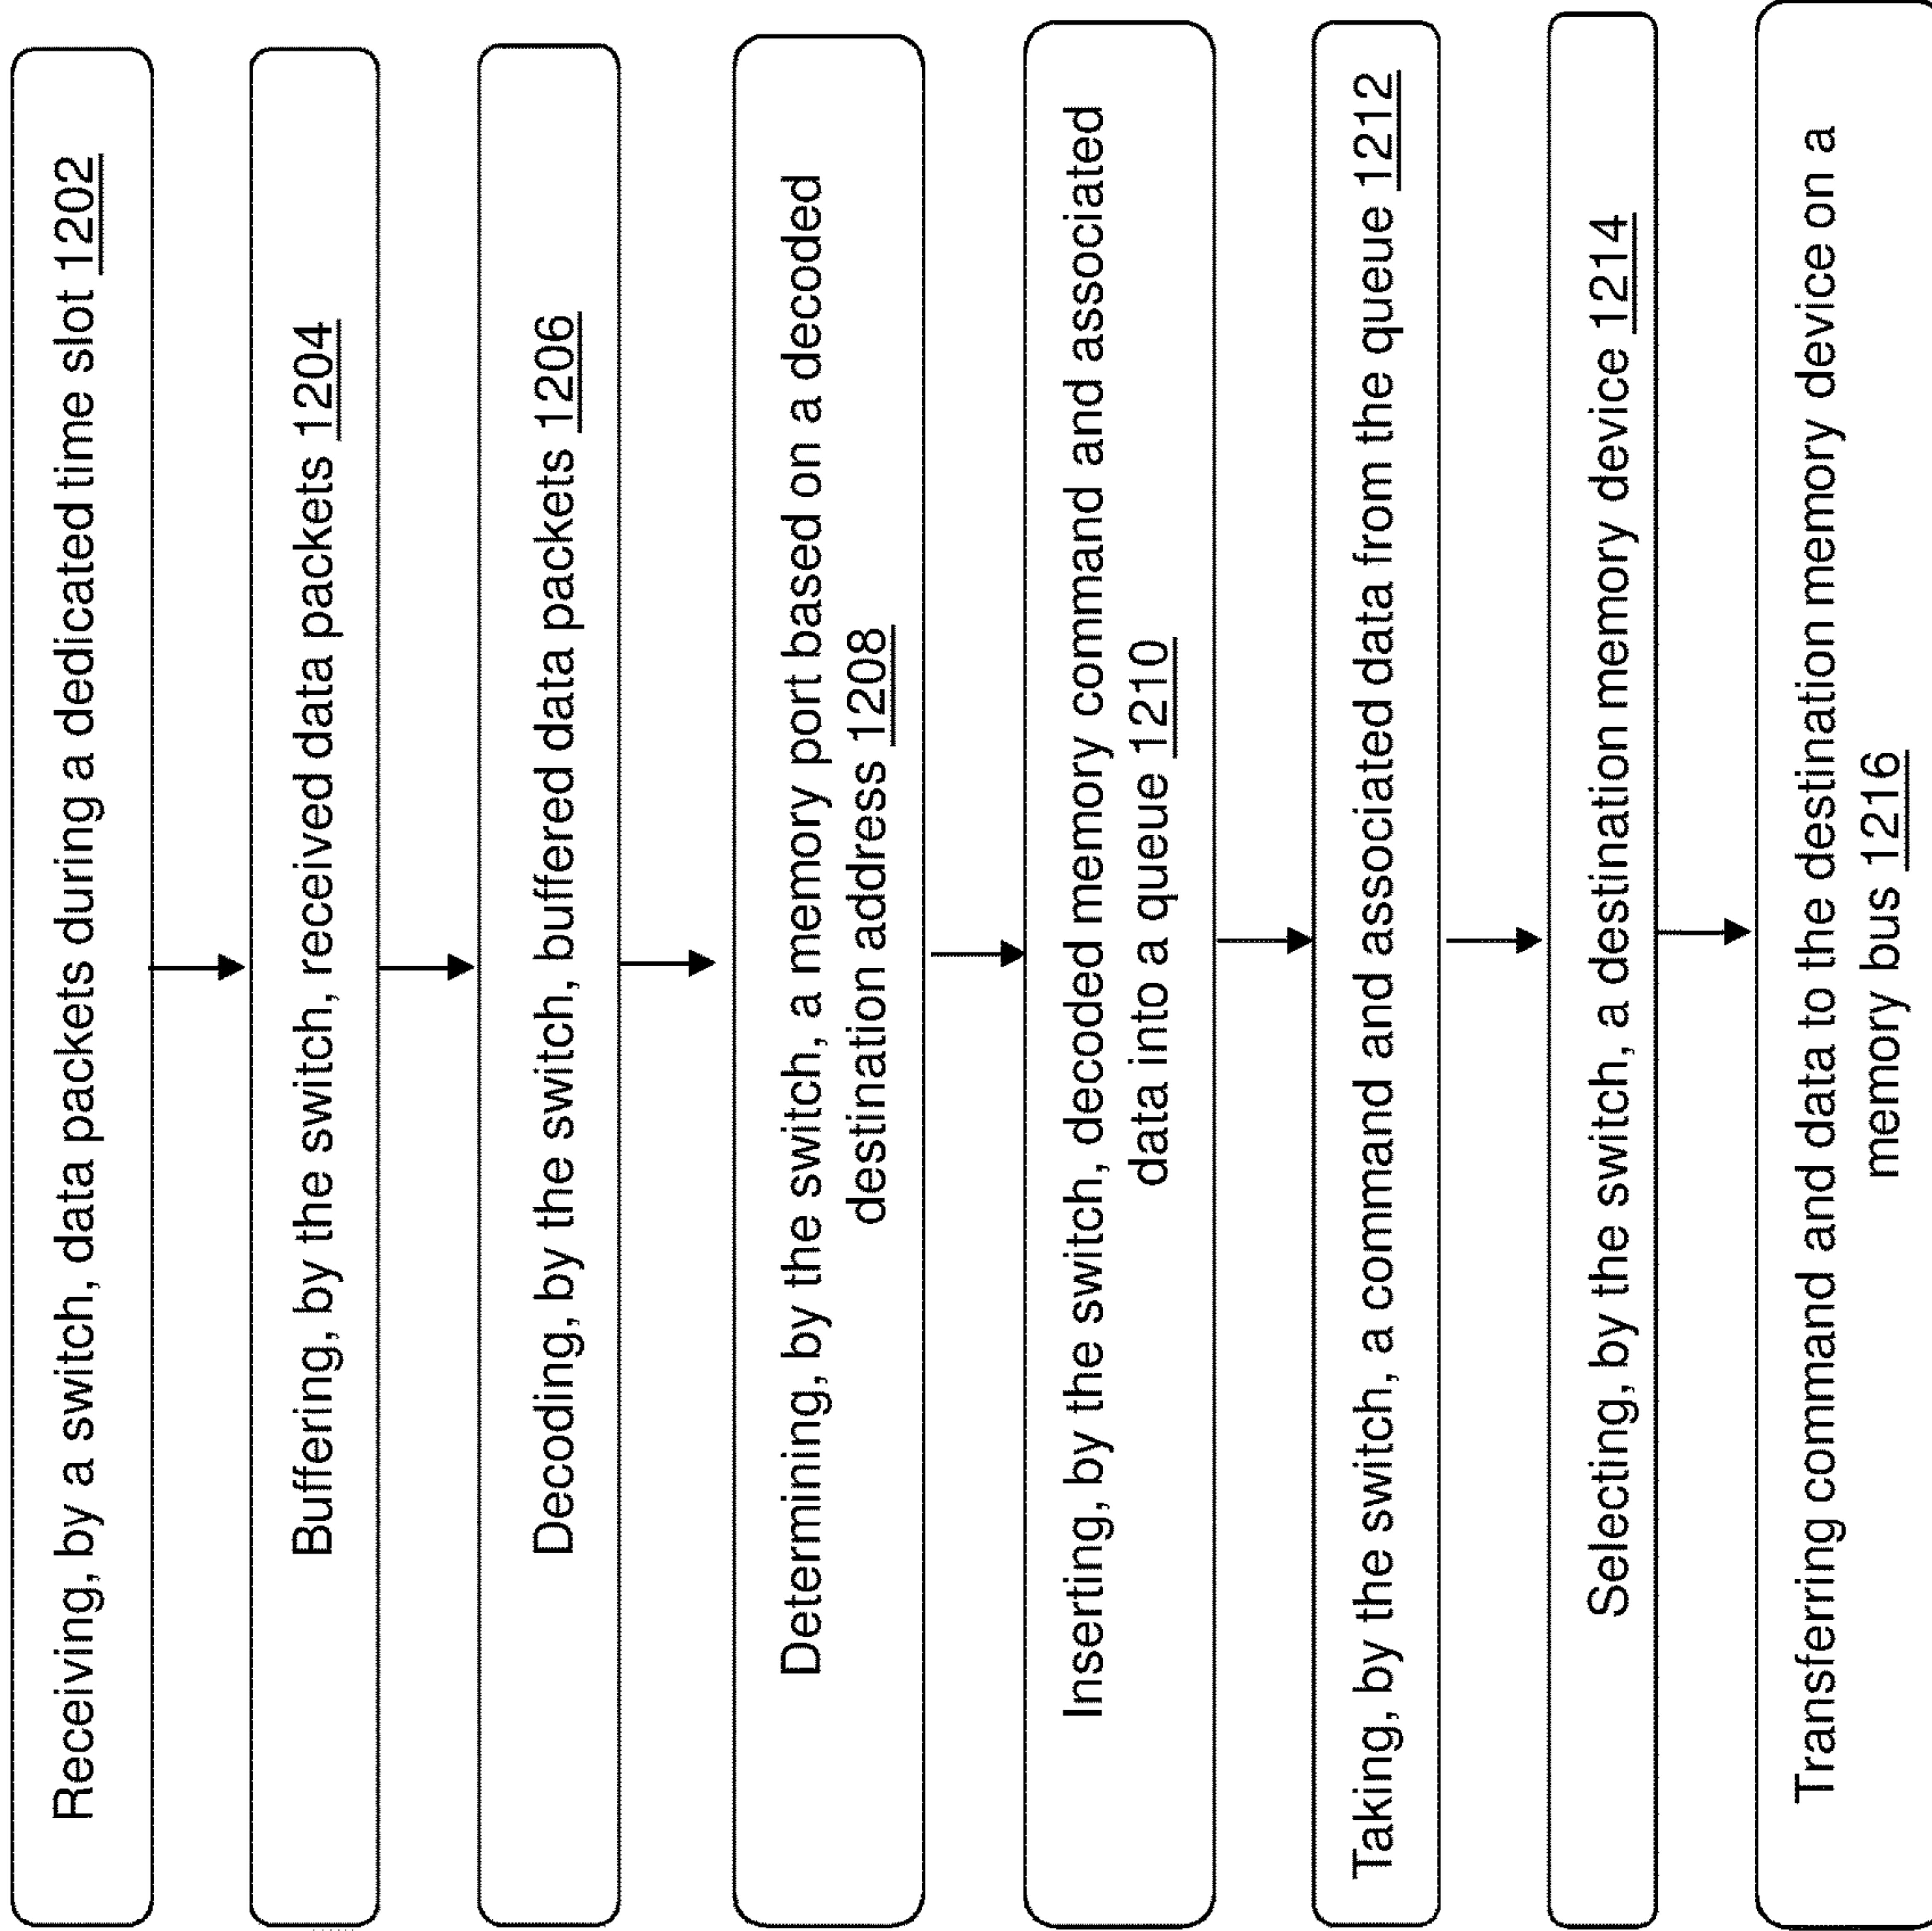 Receiving, by a switch, data packets during a dedicated time slot 1202
Buffering, by the switch, received data packets 1204
Decoding, by the switch, buffered data packets 1206
Determining, by the switch, a memory port based on a decoded
destination address 1208
Inserting, by the switch, decoded memory command and associated
data into a queue 1210
Taking, by the switch, a command and associated data from the queue 1212
Selecting, by the switch, a destination memory device 1214
Transferring command and data to the destination memory device on a
memory bus 1216